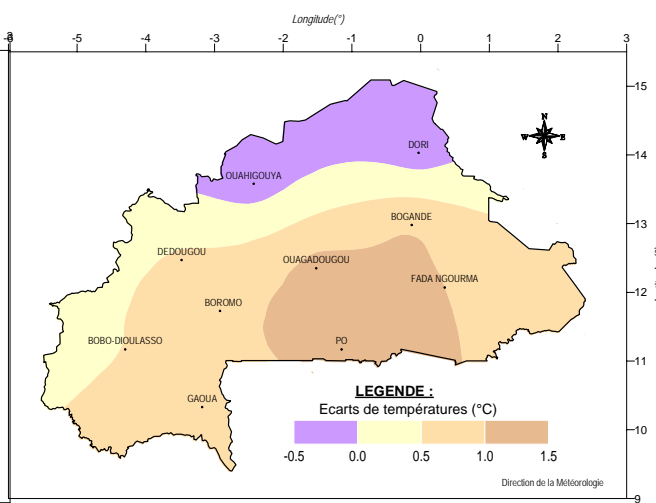 Longitude(°)
-5 -4 -3 -2 -1 0 1 2 3
15
14
13
12
11
10
9
N
W E
S
DORI
OUAHIGOUYA
BOGANDE
DEDOUGOU
OUAGADOUGOU
FADA NGOURMA
BOROMO
BOBO-DIOULASSO
PO
GAOUA
LEGENDE :
Ecarts de températures (°C)
-0.5 0.0 0.5 1.0 1.5
Direction de la Météorologie